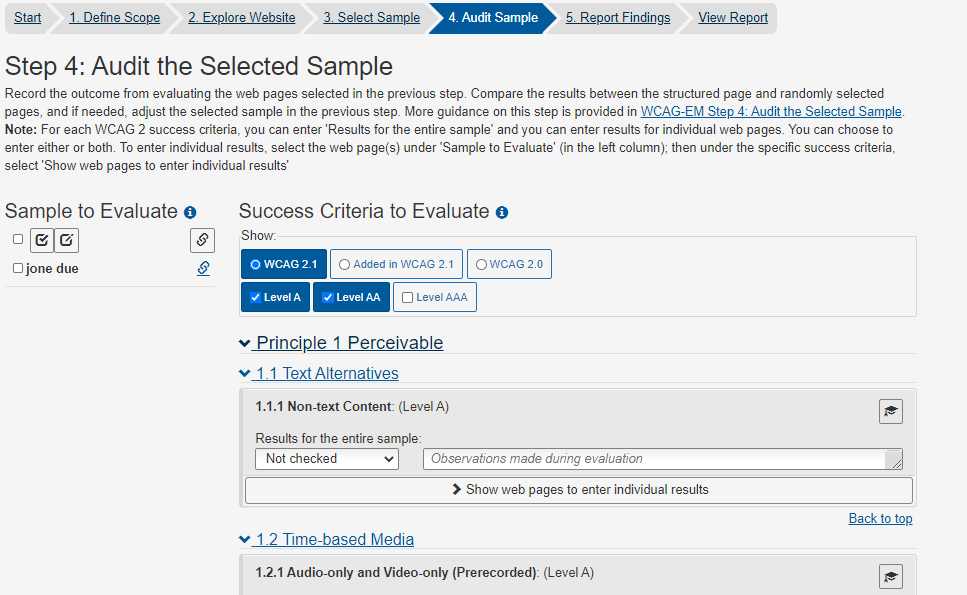 Start
1. Define Scope
2. Explore Website
3. Select Sample
4. Audit Sample
5. Report Findings
View Report
Step 4: Audit the Selected Sample
Record the outcome from evaluating the web pages selected in the previous step. Compare the results between the structured page and randomly selected
pages, and if needed, adjust the selected sample in the previous step. More guidance on this step is provided in WCAG-EM Step 4: Audit the Selected Sample.
Note: For each WCAG 2 success criteria, you can enter 'Results for the entire sample' and you can enter results for individual web pages. You can choose to
enter either or both. To enter individual results, select the web page(s) under 'Sample to Evaluate' (in the left column); then under the specific success criteria,
select 'Show web pages to enter individual results'
Sample to Evaluate
jone due
Success Criteria to Evaluate
Show:
WCAG 2.1
Added in WCAG 2.1
WCAG 2.0
Level A
Level AA
Level AAA
Principle 1 Perceivable
1.1 Text Alternatives
1.1.1 Non-text Content: (Level A)
Results for the entire sample:
Not checked
Observations made during evaluation
Show web pages to enter individual results
Back to top
1.2 Time-based Media
1.2.1 Audio-only and Video-only (Prerecorded): (Level A)